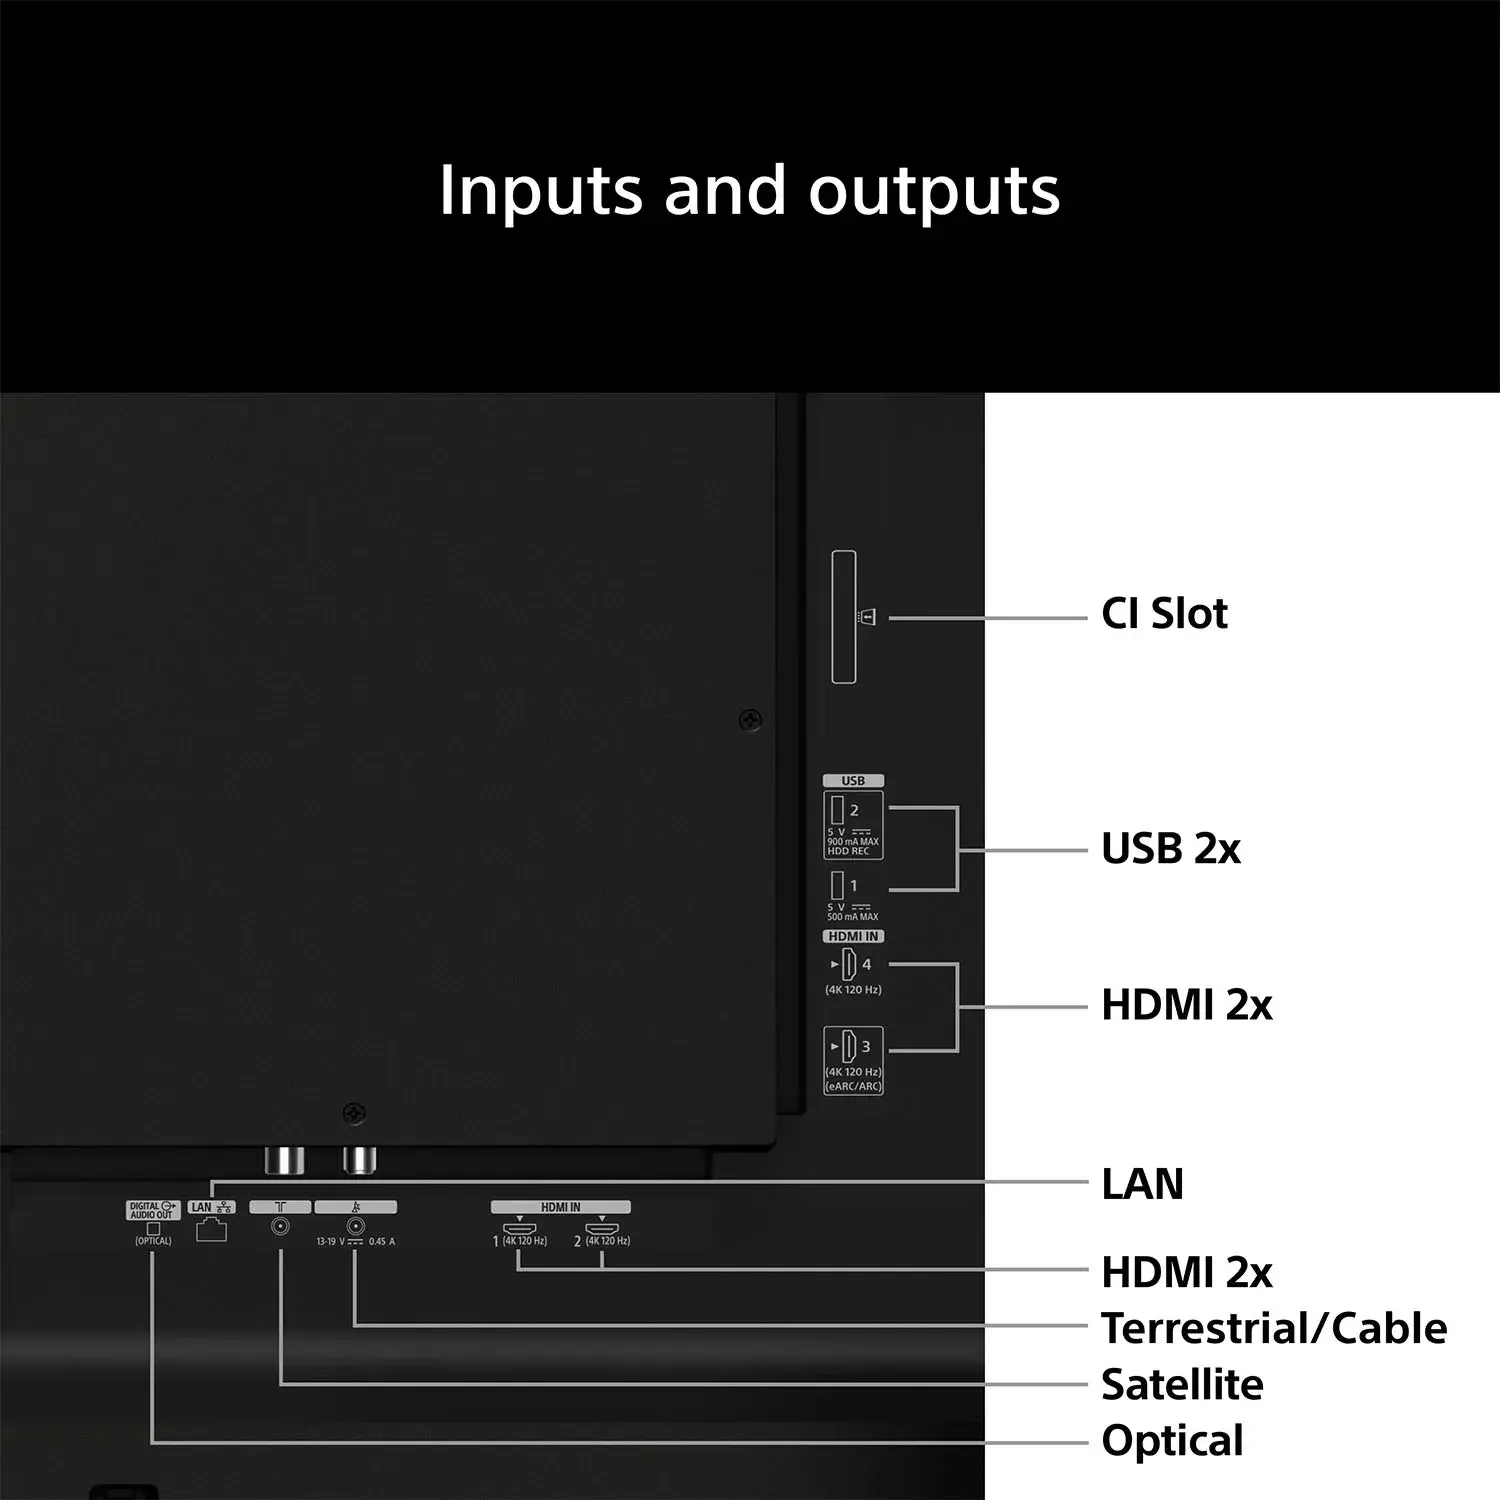 Inputs and outputs
CI Slot
USB
2
5 V
900 mA MAX
HDD REC
1
5 V
500 mA MAX
USB 2x
HDMI IN
4
(4K 120 Hz)
3
(4K 120 Hz)
(eARC/ARC)
HDMI 2x
LAN
DIGITAL
AUDIO OUT
(OPTICAL)
LAN
13-19 V 0.45 A
HDMI IN
1 (4K 120 Hz) 2 (4K 120 Hz)
HDMI 2x
Terrestrial/Cable
Satellite
Optical